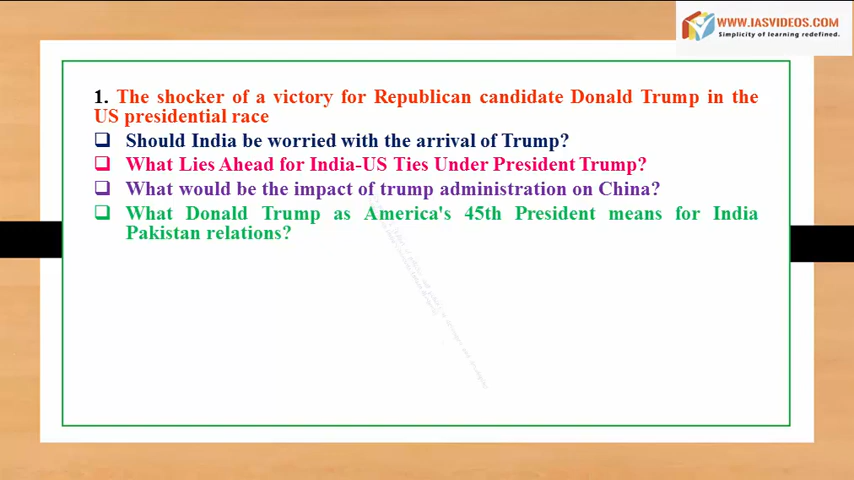 WWW.IASVIDEOS.COM
Simplicity of learning redefined.
1. The shocker of a victory for Republican candidate Donald Trump in the
US presidential race
❑ Should India be worried with the arrival of Trump?
❑ What Lies Ahead for India-US Ties Under President Trump?
❑ What would be the impact of trump administration on China?
❑ What Donald Trump as America's 45th President means for India
Pakistan relations?